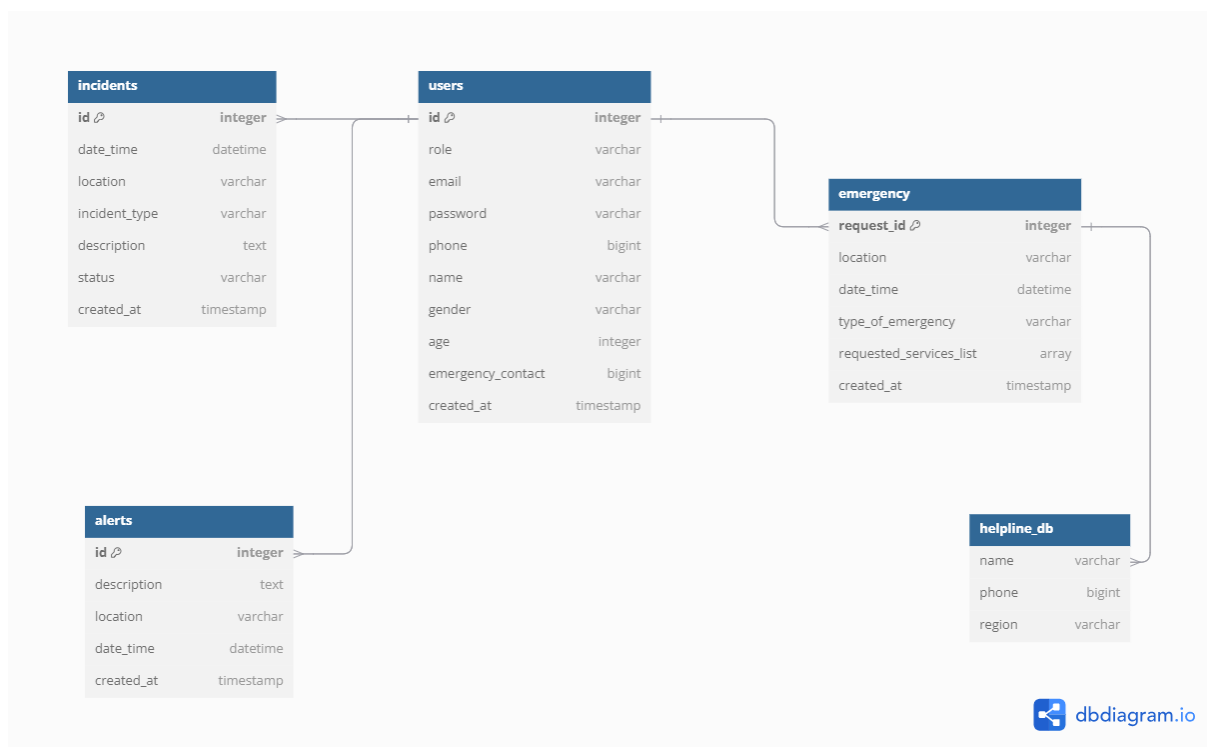 incidents
id integer
date_time datetime
location varchar
incident_type varchar
description text
status varchar
created_at timestamp
users
id integer
role varchar
email varchar
password varchar
phone bigint
name varchar
gender varchar
age integer
emergency_contact bigint
created_at timestamp
emergency
request_id integer
location varchar
date_time datetime
type_of_emergency varchar
requested_services_list array
created_at timestamp
alerts
id integer
description text
location varchar
date_time datetime
created_at timestamp
helpline_db
name varchar
phone bigint
region varchar
dbdiagram.io